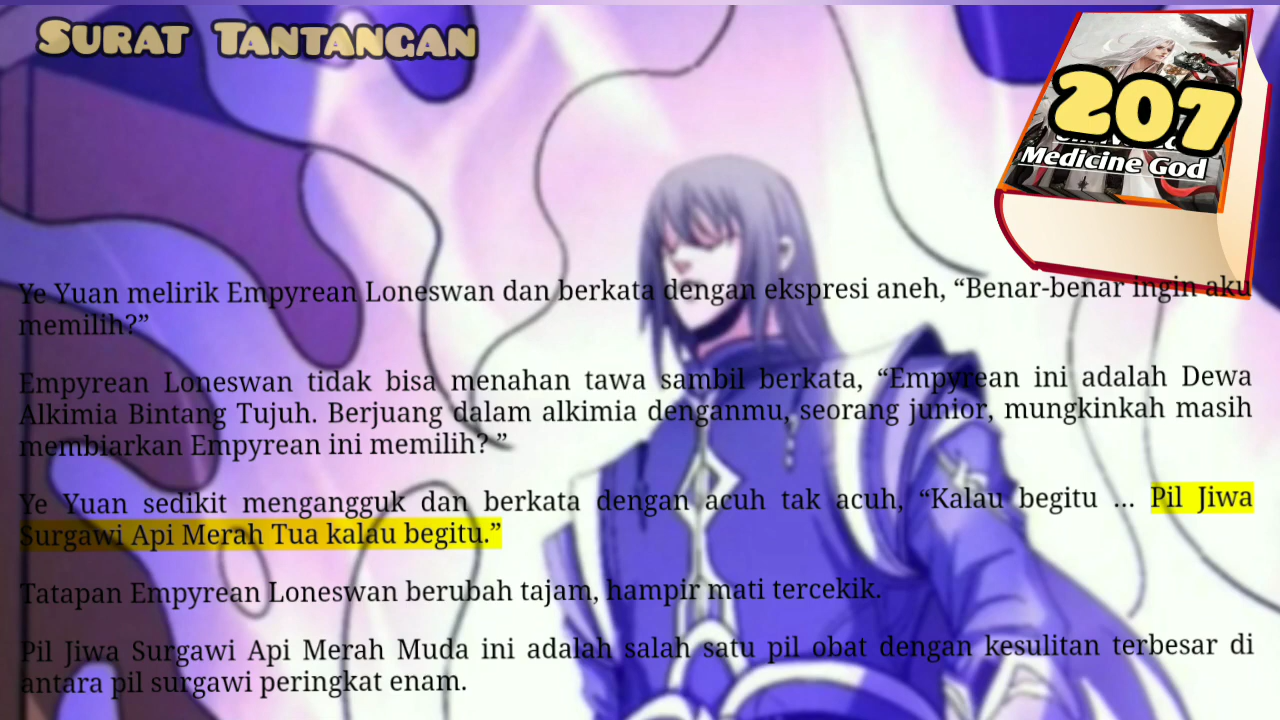 Surat Tantangan
207
Medicine God
Ye Yuan melirik Empyrean Loneswan dan berkata dengan ekspresi aneh, “Benar-benar ingin aku
memilih?”
Empyrean Loneswan tidak bisa menahan tawa sambil berkata, “Empyrean ini adalah Dewa
Alkimia Bintang Tujuh. Berjuang dalam alkimia denganmu, seorang junior, mungkinkah masih
membiarkan Empyrean ini memilih? ”
Ye Yuan sedikit mengangguk dan berkata dengan acuh tak acuh, “Kalau begitu ... Pil Jiwa
Surgawi Api Merah Tua kalau begitu.”
Tatapan Empyrean Loneswan berubah tajam, hampir mati tercekik.
Pil Jiwa Surgawi Api Merah Muda ini adalah salah satu pil obat dengan kesulitan terbesar di
antara pil surgawi peringkat enam.